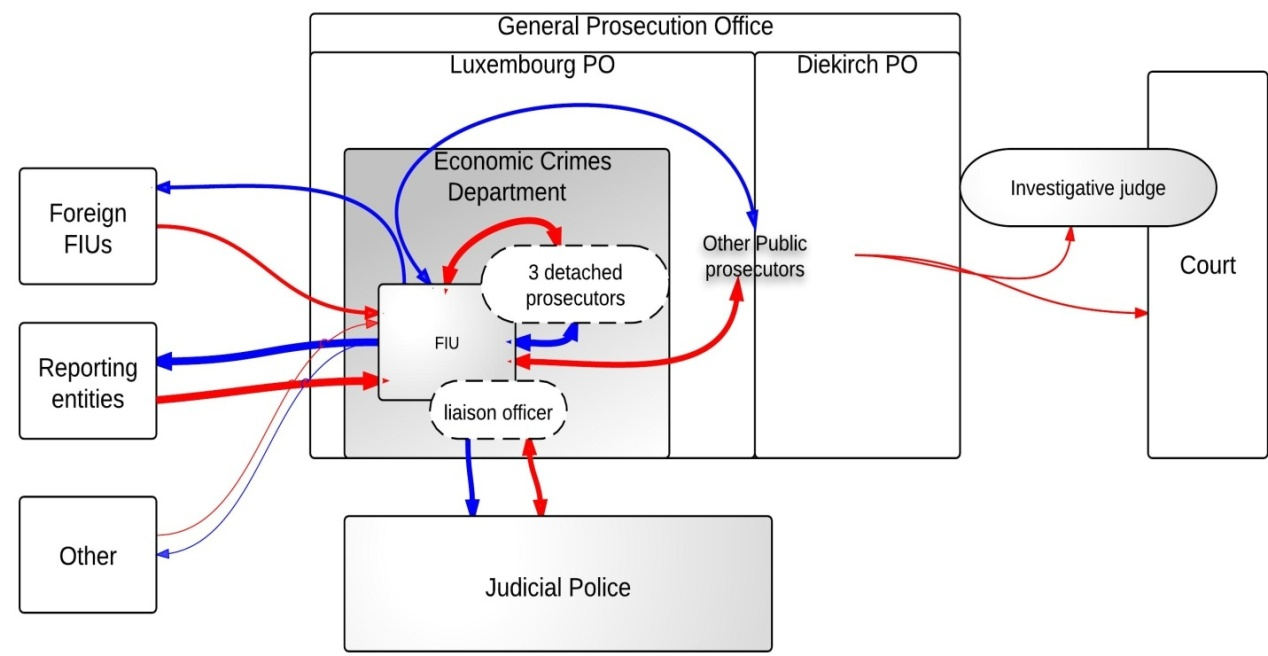 General Prosecution Office
Luxembourg PO
Diekirch PO
Economic Crimes
Department
Foreign
FIUs
Investigative judge
3 detached
prosecutors
Other Public
prosecutors
Court
FIU
Reporting
entities
liaison officer
Other
Judicial Police